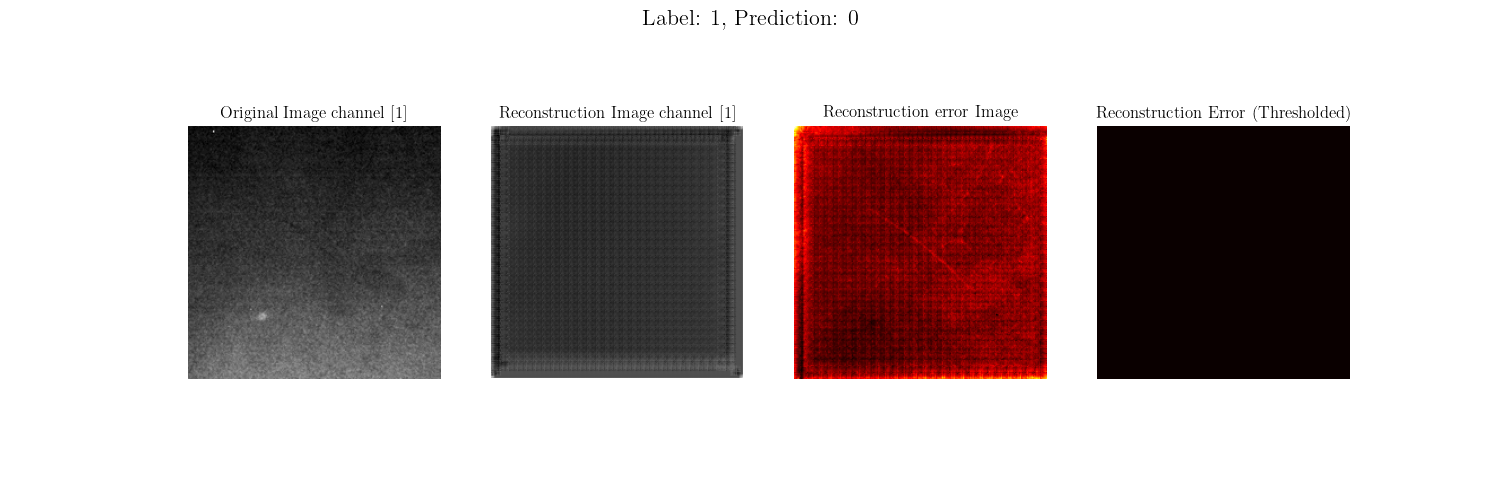 Label: 1, Prediction: 0
Original Image channel [1]
Reconstruction Image channel [1]
Reconstruction error Image
Reconstruction Error (Thresholded)